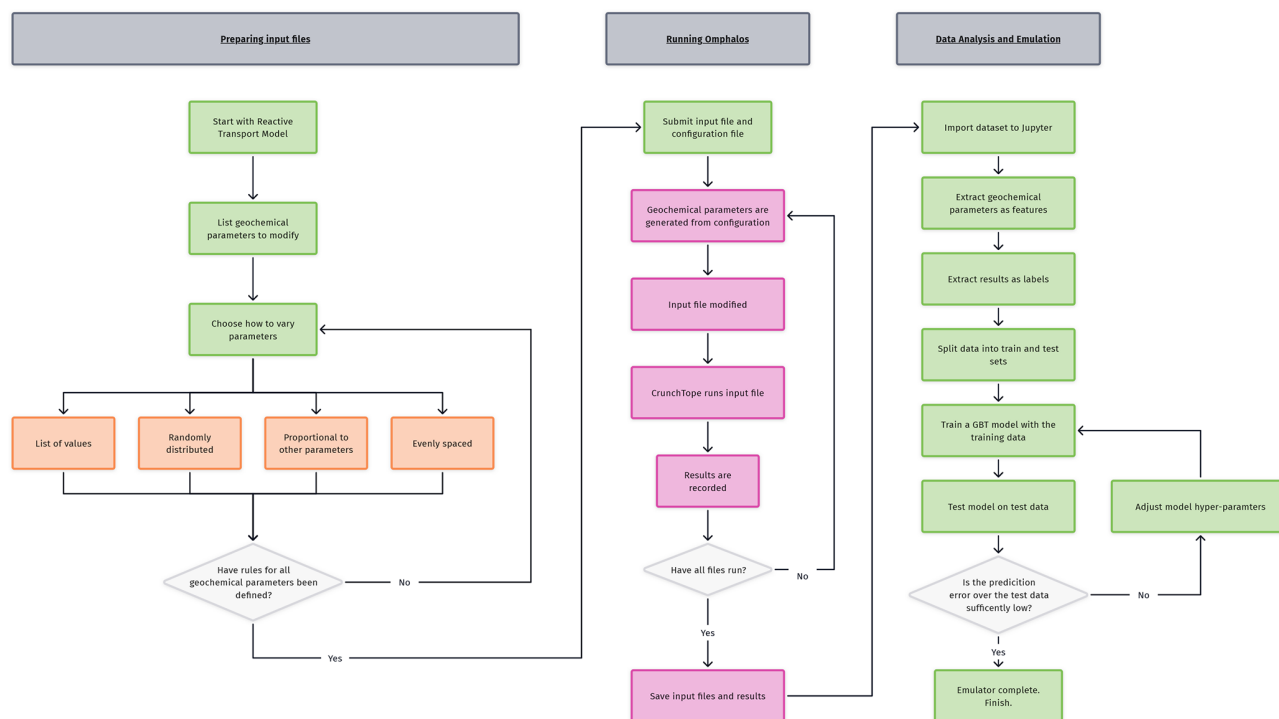 Preparing input files
Running Omphalos
Data Analysis and Emulation
Start with Reactive
Transport Model
List geochemical
parameters to modify
Choose how to vary
parameters
List of values
Randomly
distributed
Proportional to
other parameters
Evenly spaced
Have rules for all
geochemical parameters been
defined?
No
Yes
Submit input file and
configuration file
Geochemical parameters are
generated from configuration
Input file modified
CrunchTope runs input file
Results are
recorded
Have all files run?
No
Yes
Save input files and results
Import dataset to Jupyter
Extract geochemical
parameters as features
Extract results as labels
Split data into train and test
sets
Train a GBT model with the
training data
Test model on test data
Adjust model hyper-paramters
Is the predicition
error over the test data
sufficently low?
No
Yes
Emulator complete.
Finish.